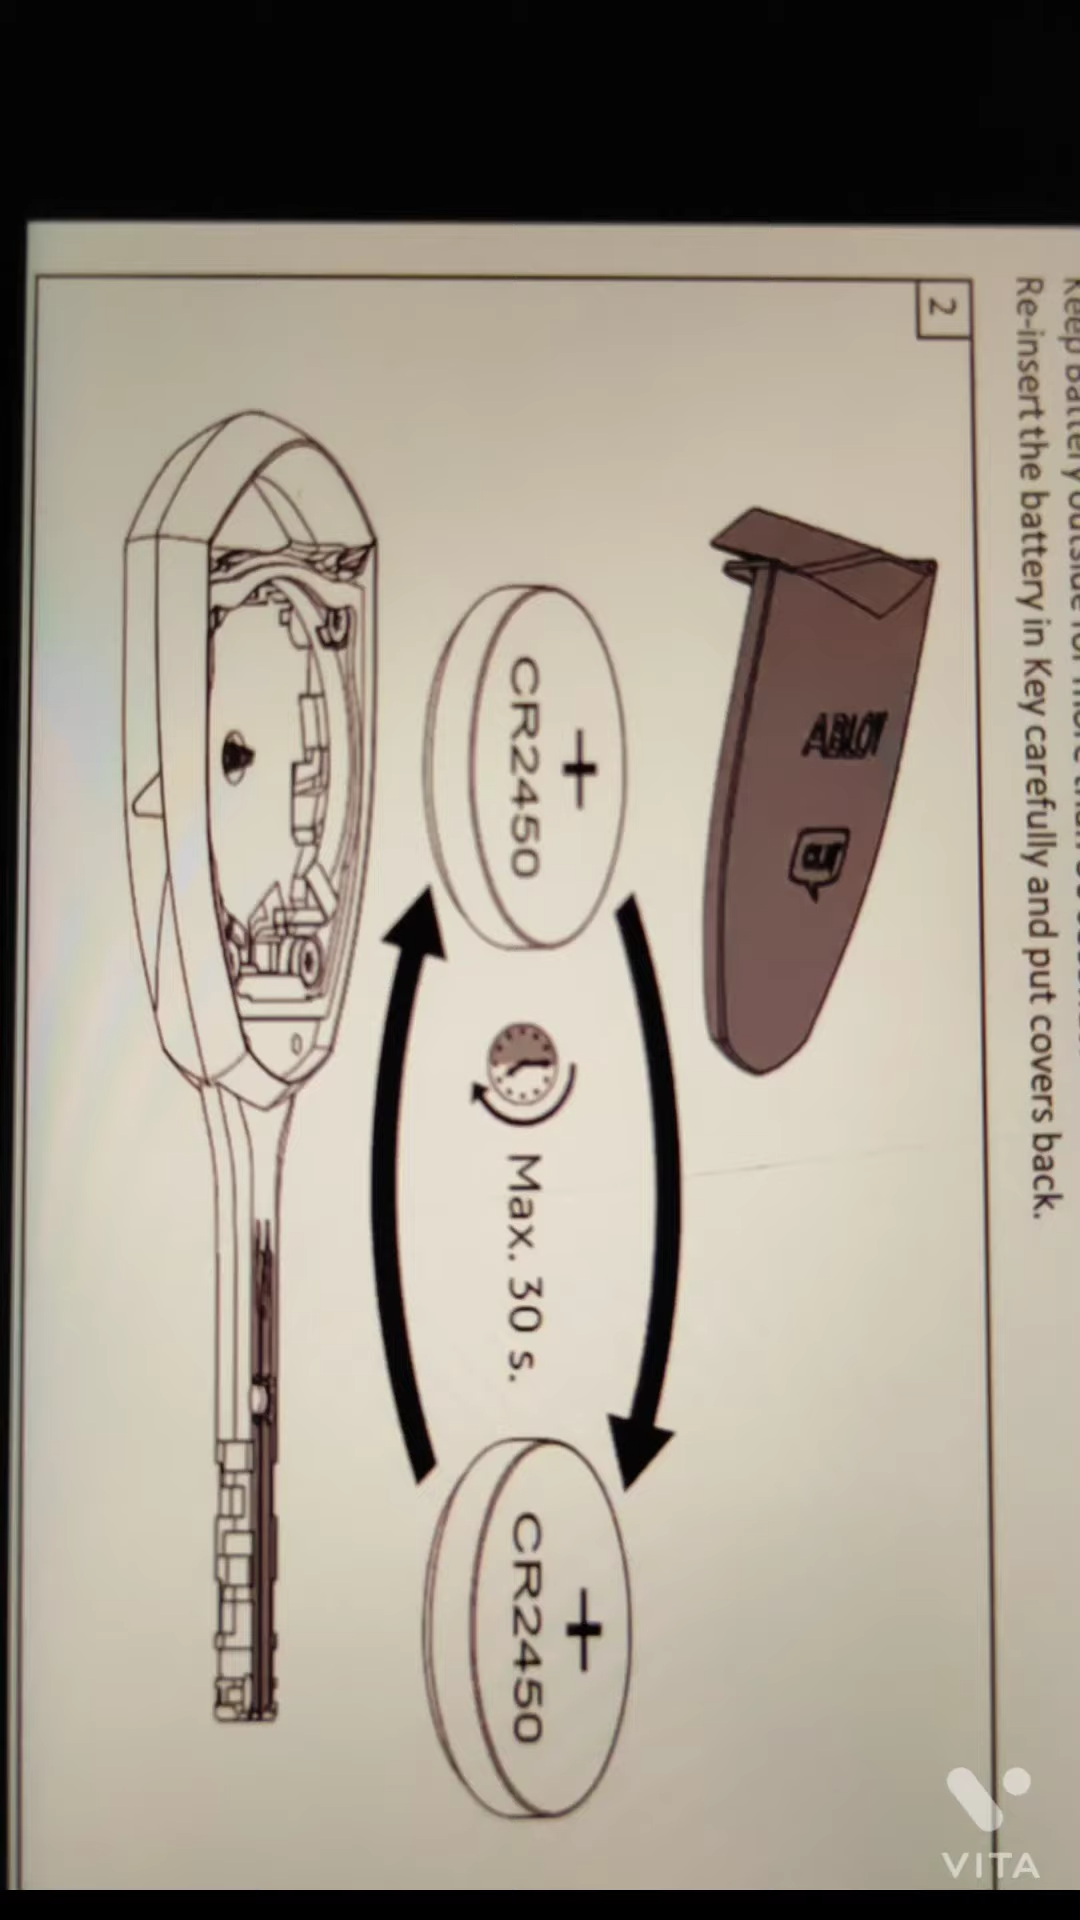 Re-insert the battery in Key carefully and put covers back.
2
ABLOY
+
CR2450
Max. 30 s.
+
CR2450
VITA